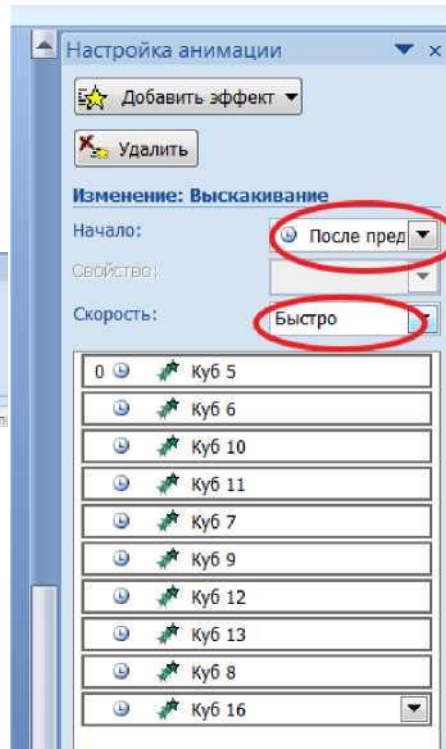 Настройка анимации
Добавить эффект
Удалить
Изменение: Выскакивание
Начало: После пред
Свойство:
Скорость: Быстро
0 Куб 5
Куб 6
Куб 10
Куб 11
Куб 7
Куб 9
Куб 12
Куб 13
Куб 8
Куб 16